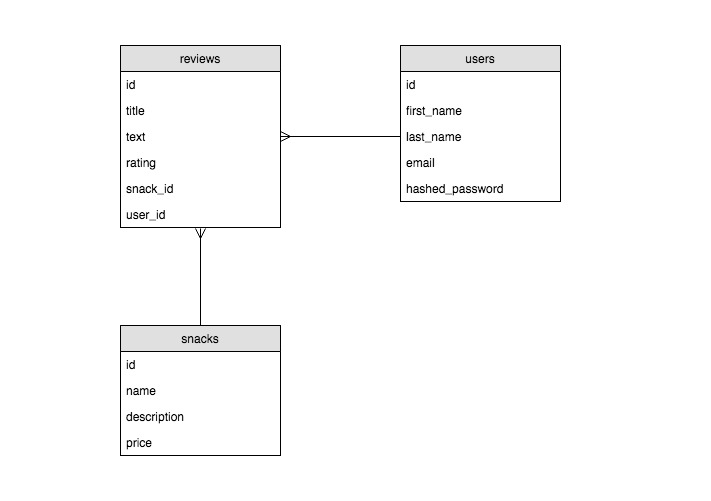 reviews
id
title
text
rating
snack_id
user_id
users
id
first_name
last_name
email
hashed_password
snacks
id
name
description
price